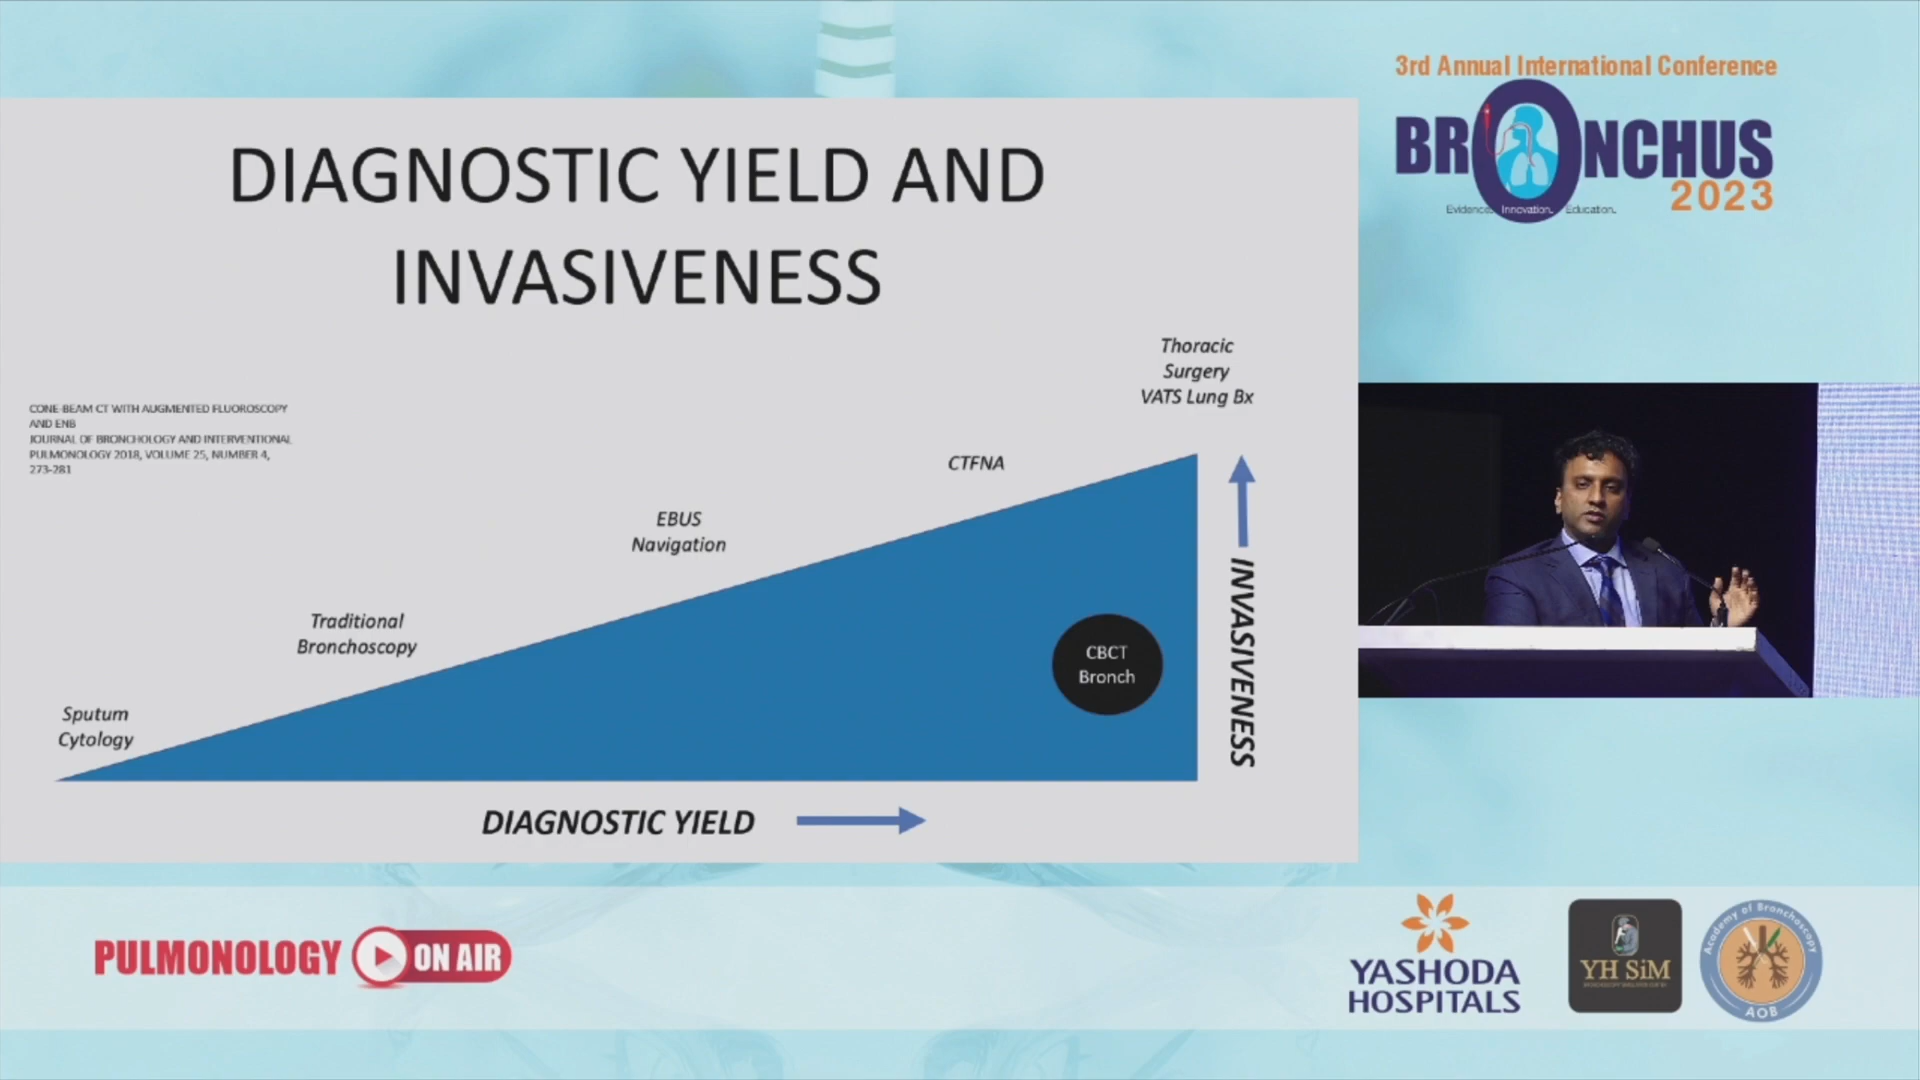 3rd Annual International Conference
BRONCHUS
2023
Evidence. Innovation. Education.
DIAGNOSTIC YIELD AND
INVASIVENESS
CONE-BEAM CT WITH AUGMENTED FLUOROSCOPY
AND ENB
JOURNAL OF BRONCHOLOGY AND INTERVENTIONAL
PULMONOLOGY 2018, VOLUME 25, NUMBER 4,
273-281
Thoracic
Surgery
VATS Lung Bx
CTFNA
EBUS
Navigation
Traditional
Bronchoscopy
Sputum
Cytology
CBCT
Bronch
INVASIVENESS
DIAGNOSTIC YIELD
PULMONOLOGY ON AIR
YASHODA
HOSPITALS
YH SiM
Academy of Bronchoscopy
AOB